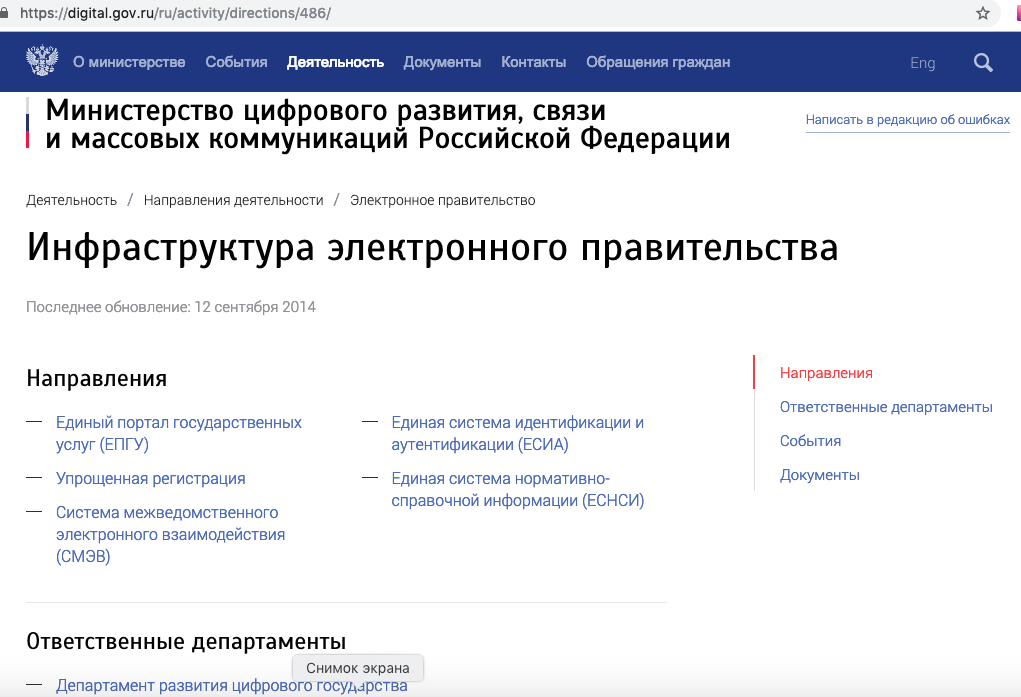 https://digital.gov.ru/ru/activity/directions/486/
О министерстве События Деятельность Документы Контакты Обращения граждан Eng
Министерство цифрового развития, связи
и массовых коммуникаций Российской Федерации
Написать в редакцию об ошибках
Деятельность / Направления деятельности / Электронное правительство
Инфраструктура электронного правительства
Последнее обновление: 12 сентября 2014
Направления
— Единый портал государственных
услуг (ЕПГУ)
— Упрощенная регистрация
— Система межведомственного
электронного взаимодействия
(СМЭВ)
— Единая система идентификации и
аутентификации (ЕСИА)
— Единая система нормативно-
справочной информации (ЕСНСИ)
Направления
Ответственные департаменты
События
Документы
Ответственные департаменты
Снимок экрана
— Департамент развития цифрового государства